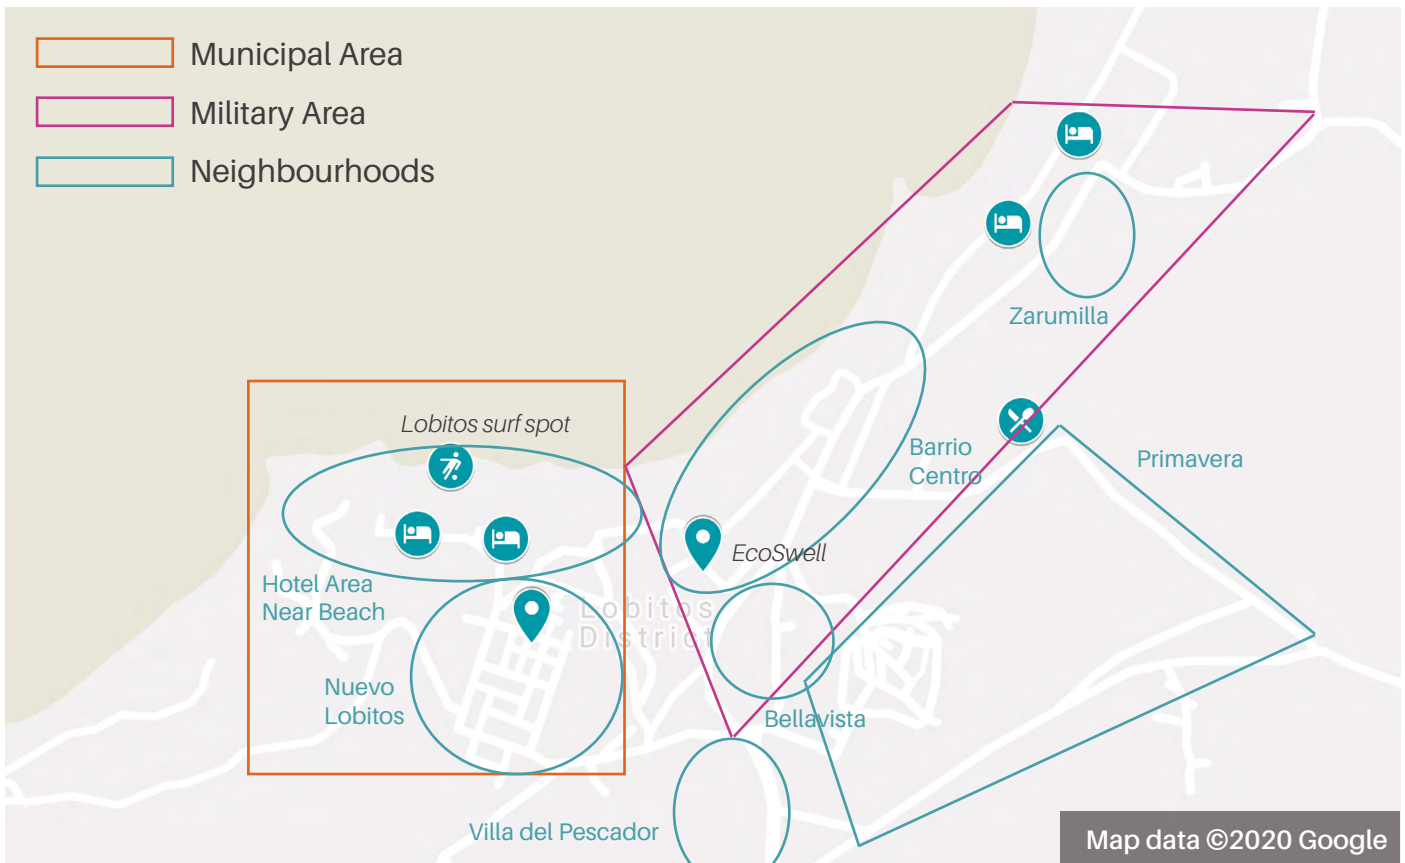 Municipal Area
Military Area
Neighbourhoods
Zarumilla
Lobitos surf spot
Barrio
Centro
Primavera
EcoSwell
Hotel Area
Near Beach
Lobitos
District
Nuevo
Lobitos
Bellavista
Villa del Pescador
Map data ©2020 Google